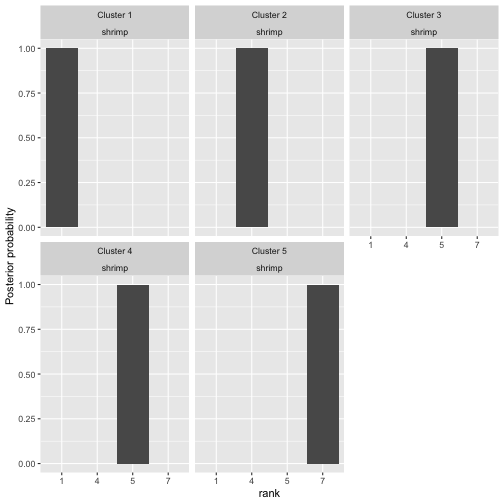 Cluster 1 Cluster 2 Cluster 3
shrimp shrimp shrimp
1.00
0.75
0.50
0.25
0.00
1 4 5 7
Cluster 4 Cluster 5
shrimp shrimp
1.00
0.75
0.50
0.25
0.00
1 4 5 7 1 4 5 7
rank
Posterior probability